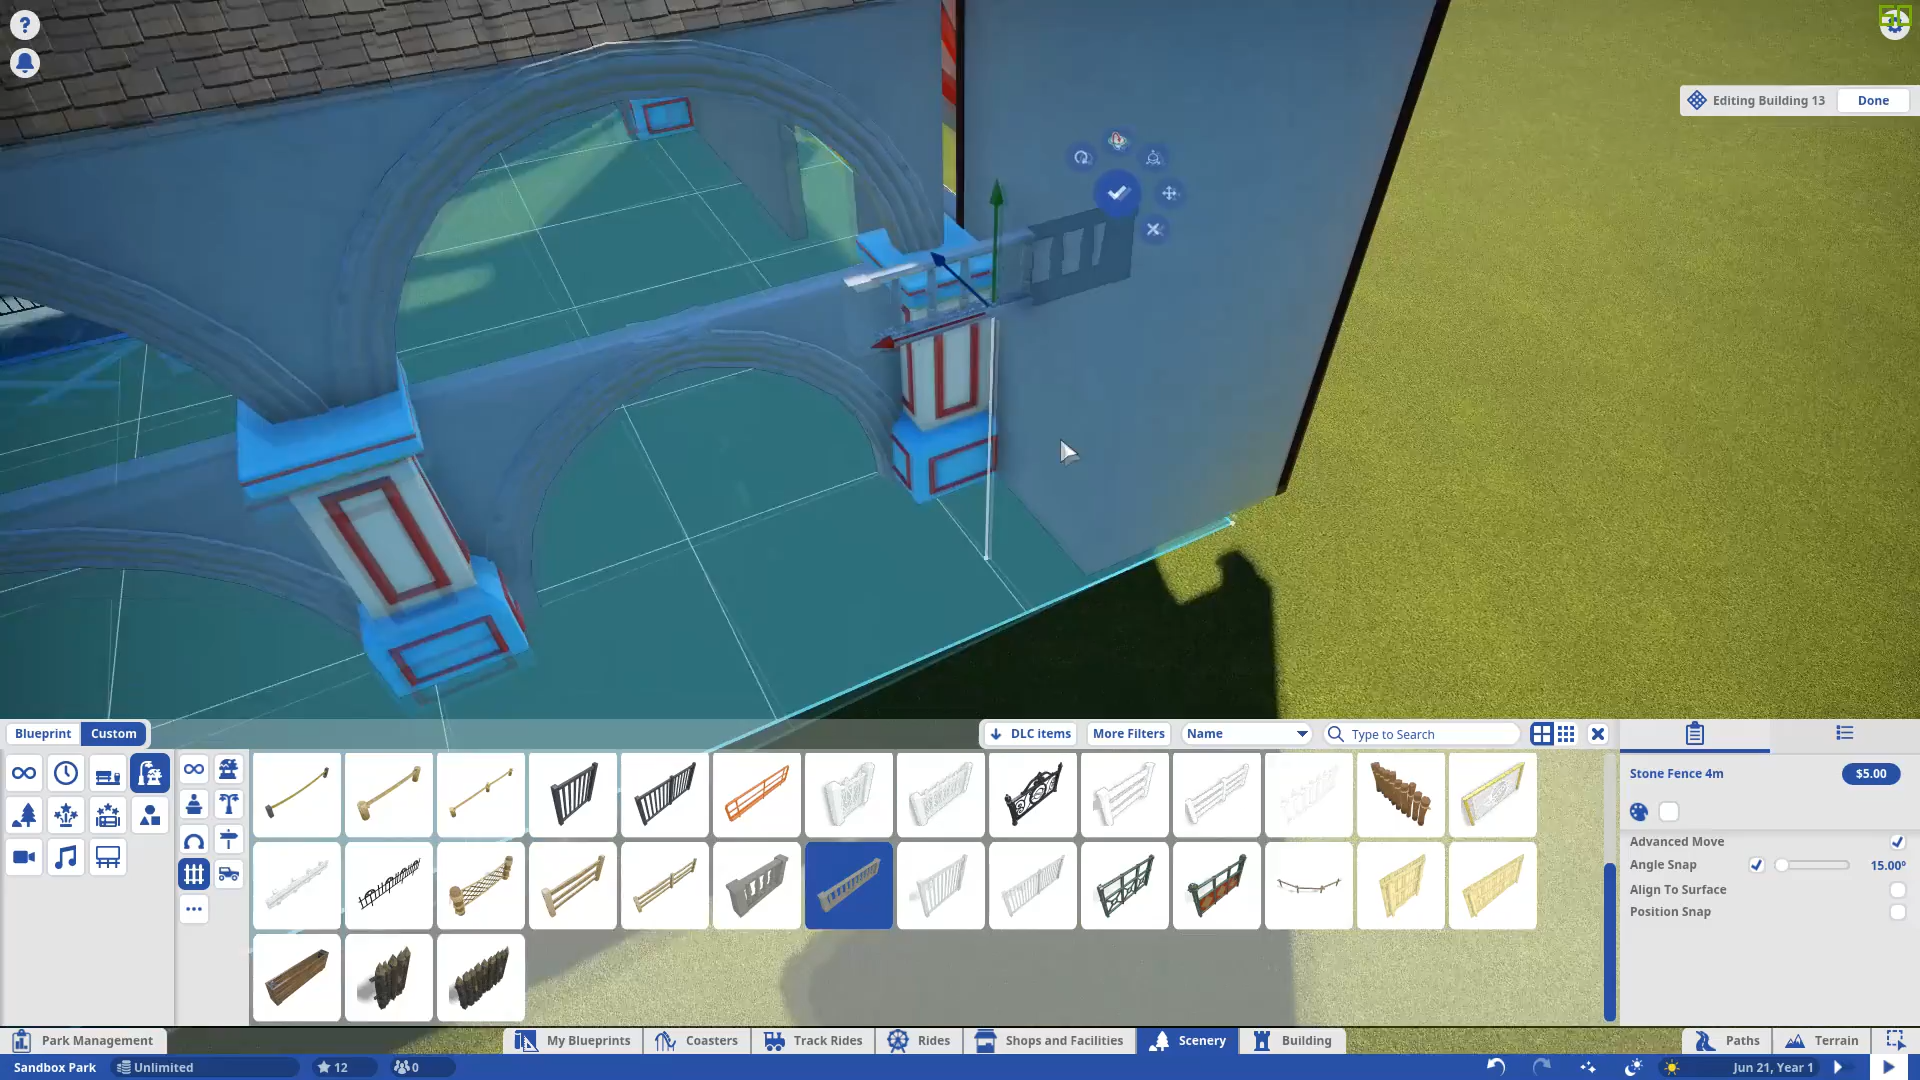 ?
Editing Building 13
Done
Blueprint
Custom
DLC items
More Filters
Name
Type to Search
Stone Fence 4m
$5.00
Advanced Move
Angle Snap
15.00º
Align To Surface
Position Snap
Park Management
My Blueprints
Coasters
Track Rides
Rides
Shops and Facilities
Scenery
Building
Paths
Terrain
Sandbox Park
Unlimited
12
0
Jun 21, Year 1